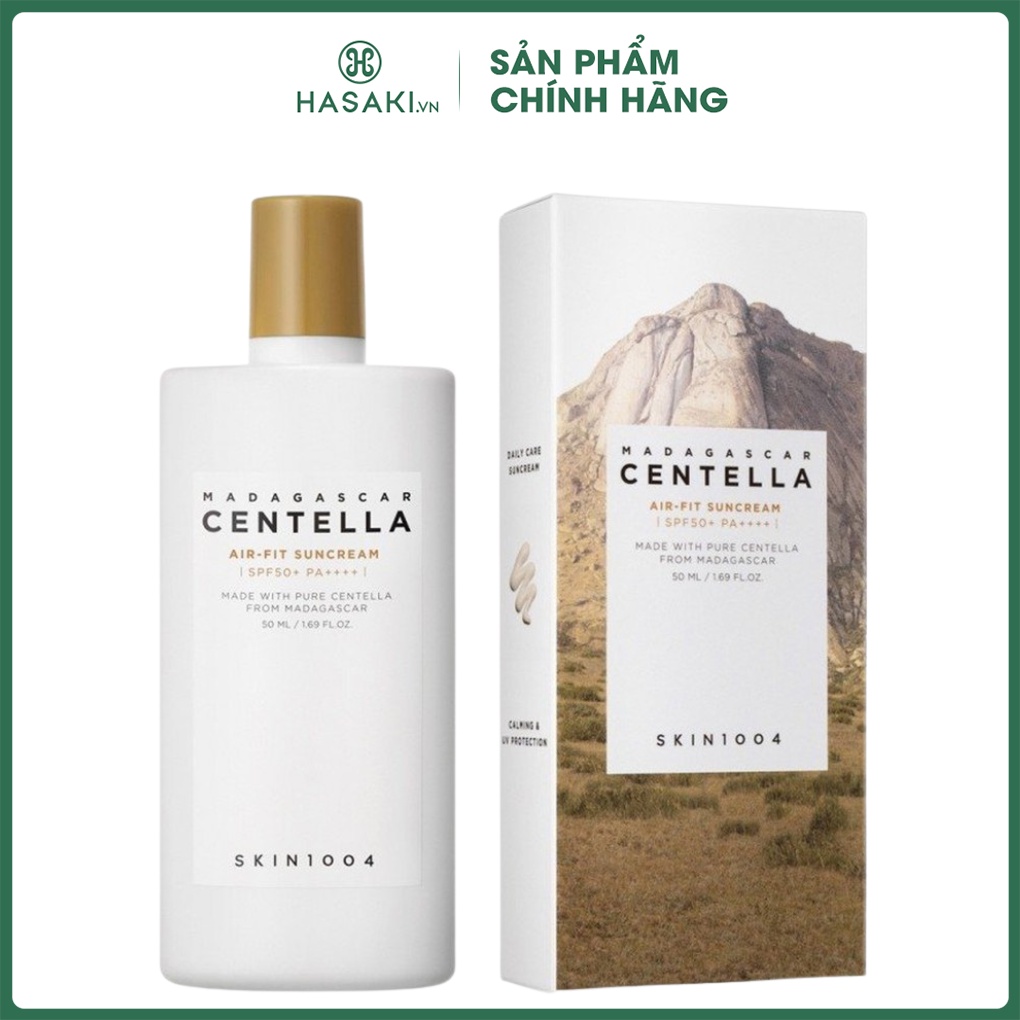 HASAKI.VN
SẢN PHẨM
CHÍNH HÃNG
MADAGASCAR
CENTELLA
AIR-FIT SUNCREAM
| SPF50+ PA++++ |
MADE WITH PURE CENTELLA
FROM MADAGASCAR
50 ML / 1.69 FL.OZ.
SKIN1004
DAILY CARE
SUNCREAM
CALMING &
UV PROTECTION
MADAGASCAR
CENTELLA
AIR-FIT SUNCREAM
| SPF50+ PA++++ |
MADE WITH PURE CENTELLA
FROM MADAGASCAR
50 ML / 1.69 FL.OZ.
SKIN1004